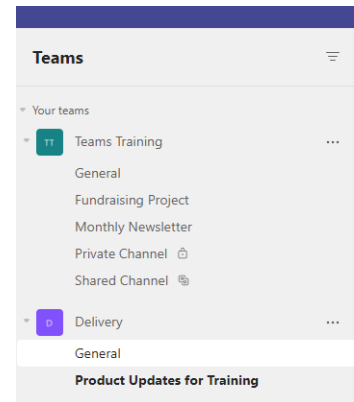 Teams
Your teams
TT Teams Training
General
Fundraising Project
Monthly Newsletter
Private Channel
Shared Channel
D Delivery
General
Product Updates for Training